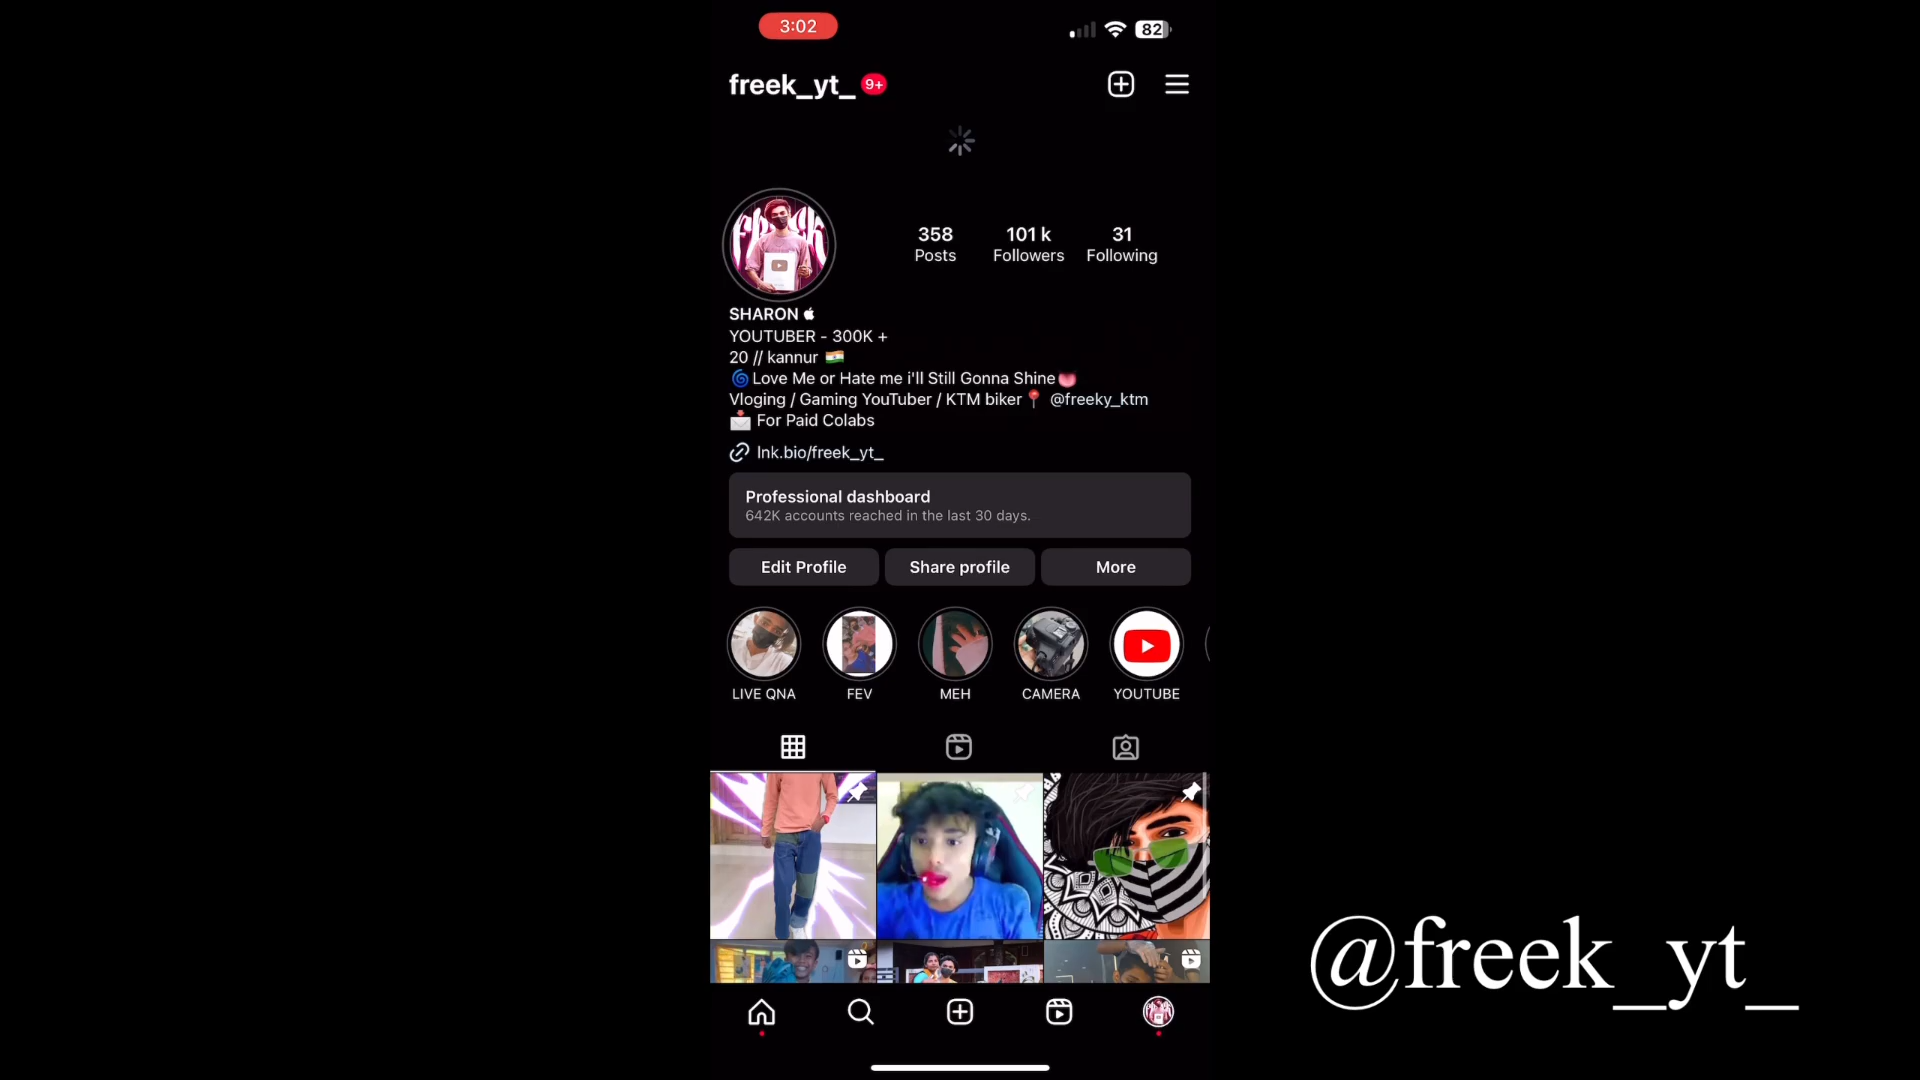 3:02
82
freek_yt_ 9+
358
Posts
101 k
Followers
31
Following
SHARON
YOUTUBER - 300K +
20 // kannur 🇮🇳
🌀Love Me or Hate me i'll Still Gonna Shine👅
Vloging / Gaming YouTuber / KTM biker📍 @freeky_ktm
📩 For Paid Colabs
lnk.bio/freek_yt_
Professional dashboard
642K accounts reached in the last 30 days.
Edit Profile
Share profile
More
LIVE QNA
FEV
MEH
CAMERA
YOUTUBE
@freek_yt_